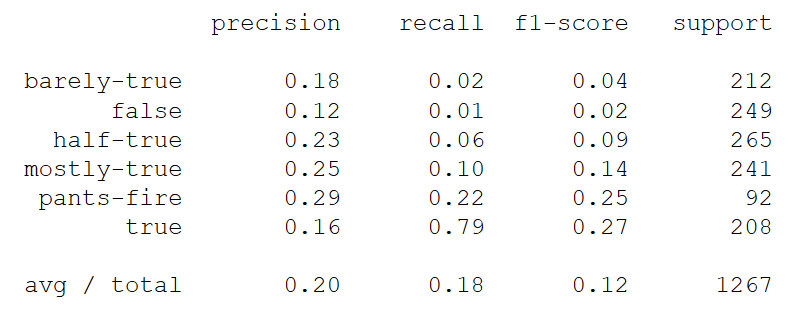 precision recall f1-score support
barely-true 0.18 0.02 0.04 212
false 0.12 0.01 0.02 249
half-true 0.23 0.06 0.09 265
mostly-true 0.25 0.10 0.14 241
pants-fire 0.29 0.22 0.25 92
true 0.16 0.79 0.27 208
avg / total 0.20 0.18 0.12 1267